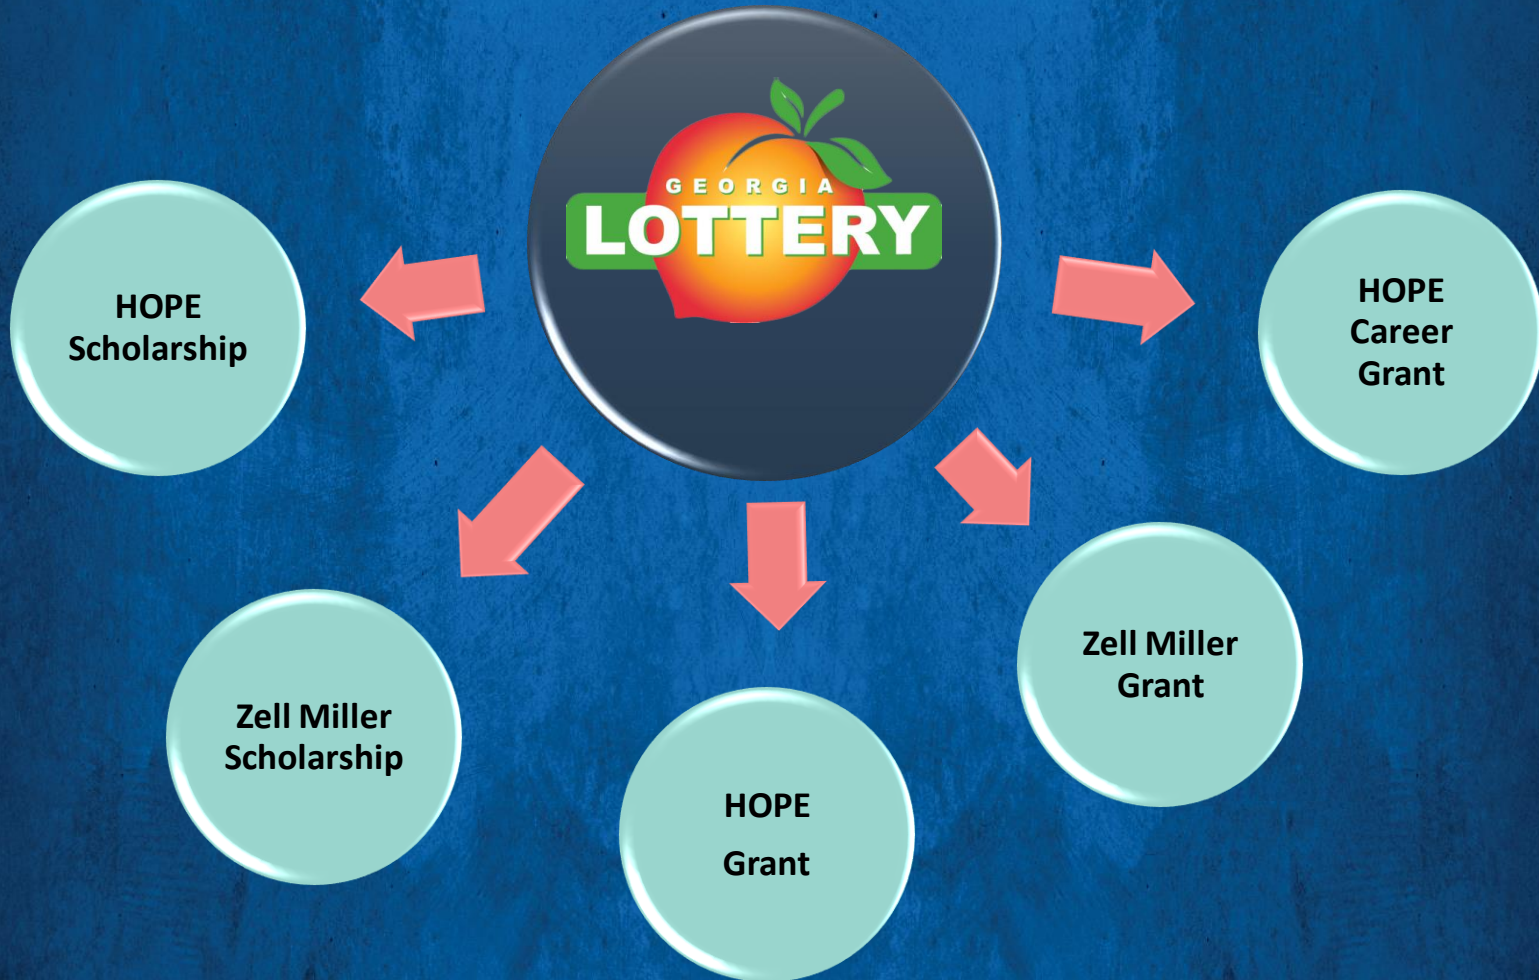 GEORGIA
LOTTERY
HOPE
Scholarship
HOPE
Career
Grant
Zell Miller
Scholarship
HOPE
Grant
Zell Miller
Grant